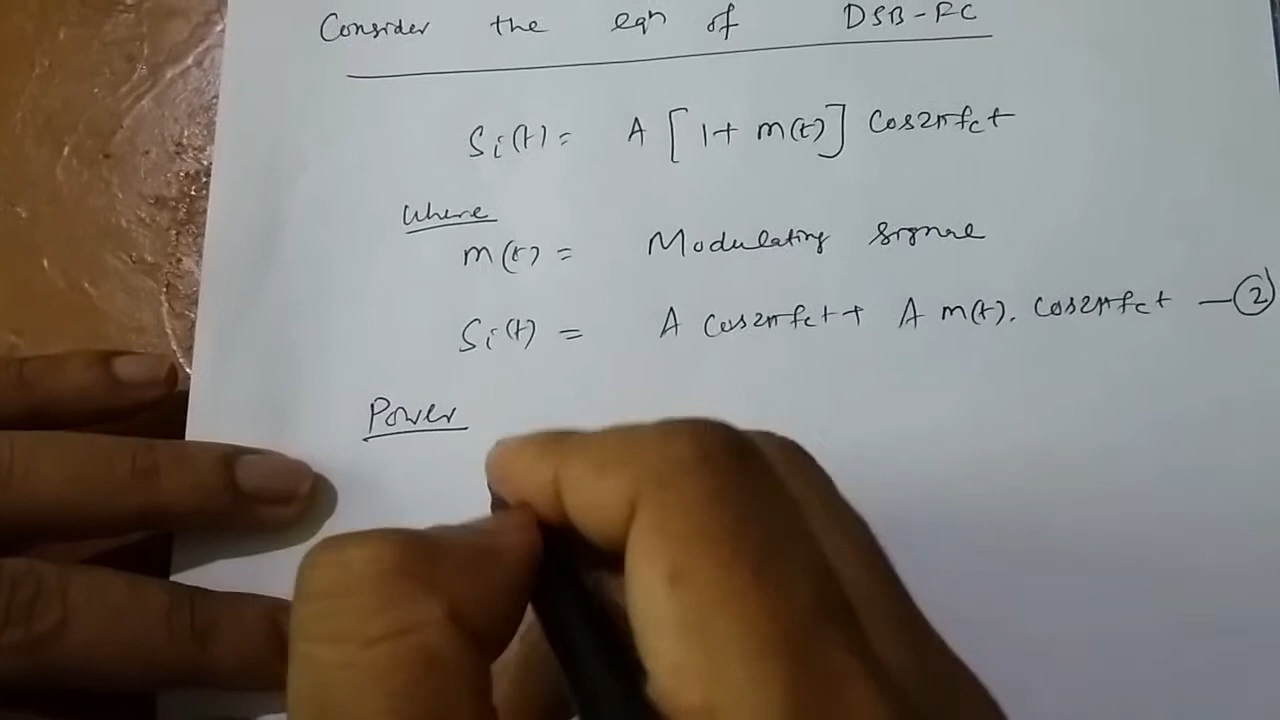 Consider the eqn of DSB-FC
Si(t) = A [1+ m(t)] Cos2πfct
Where
m(t) = Modulating signal
Si(t) = A Cos2πfct + A m(t). Cos2πfct — ②
Power